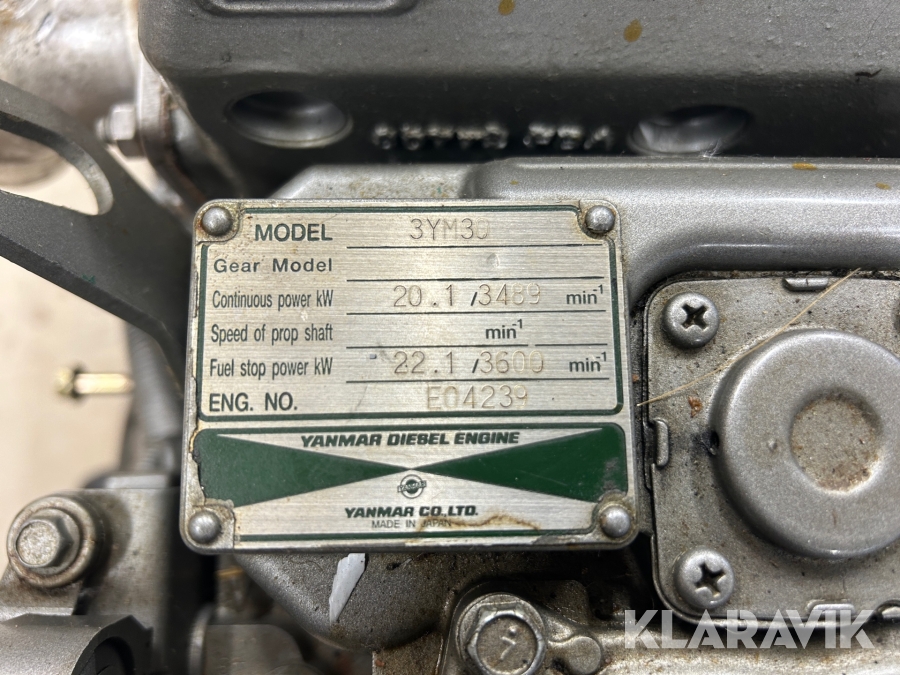 MODEL 3YM30
Gear Model
Continuous power kW 20.1 /3489 min-1
Speed of prop shaft min-1
Fuel stop power kW 22.1 /3600 min-1
ENG. NO. E04239
YANMAR DIESEL ENGINE
YANMAR
YANMAR CO.,LTD.
MADE IN JAPAN
KLARAVIK